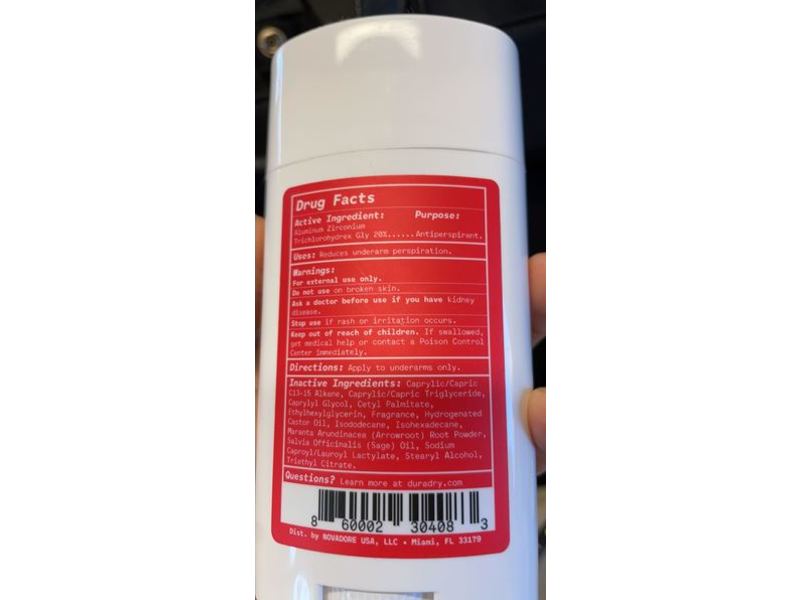 Drug Facts
Active Ingredient: Purpose:
Aluminum Zirconium
Trichlorohydrex Gly 20%......Antiperspirant.
Uses: Reduces underarm perspiration.
Warnings:
For external use only.
Do not use on broken skin.
Ask a doctor before use if you have kidney
disease.
Stop use if rash or irritation occurs.
Keep out of reach of children. If swallowed,
get medical help or contact a Poison Control
Center immediately.
Directions: Apply to underarms only.
Inactive Ingredients: Caprylic/Capric
C13-15 Alkane, Caprylic/Capric Triglyceride,
Caprylyl Glycol, Cetyl Palmitate,
Ethylhexylglycerin, Fragrance, Hydrogenated
Castor Oil, Isododecane, Isohexadecane,
Maranta Arundinacea (Arrowroot) Root Powder,
Salvia Officinalis (Sage) Oil, Sodium
Caproyl/Lauroyl Lactylate, Stearyl Alcohol,
Triethyl Citrate.
Questions? Learn more at duradry.com
8 60002 30408 3
Dist. by NOVADORE USA, LLC • Miami, FL 33179